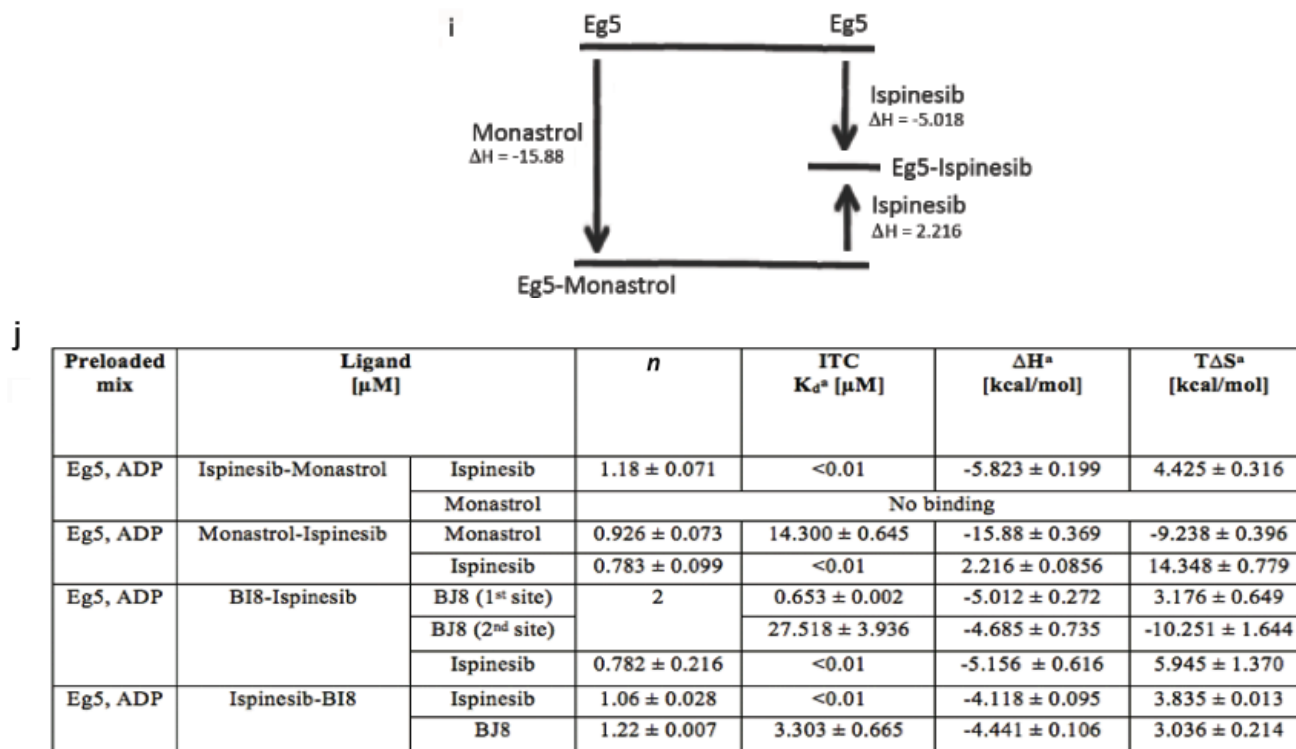 i
Eg5 Eg5
Ispinesib
ΔH = -5.018
Monastrol
ΔH = -15.88
Eg5-Ispinesib
Ispinesib
ΔH = 2.216
Eg5-Monastrol
j
Preloaded mix Ligand [µM] n ITC Kdᵃ [µM] ΔHᵃ [kcal/mol] TΔSᵃ [kcal/mol]
Eg5, ADP Ispinesib-Monastrol Ispinesib 1.18 ± 0.071 <0.01 -5.823 ± 0.199 4.425 ± 0.316
Monastrol No binding
Eg5, ADP Monastrol-Ispinesib Monastrol 0.926 ± 0.073 14.300 ± 0.645 -15.88 ± 0.369 -9.238 ± 0.396
Ispinesib 0.783 ± 0.099 <0.01 2.216 ± 0.0856 14.348 ± 0.779
Eg5, ADP BI8-Ispinesib BJ8 (1st site) 2 0.653 ± 0.002 -5.012 ± 0.272 3.176 ± 0.649
BJ8 (2nd site) 27.518 ± 3.936 -4.685 ± 0.735 -10.251 ± 1.644
Ispinesib 0.782 ± 0.216 <0.01 -5.156 ± 0.616 5.945 ± 1.370
Eg5, ADP Ispinesib-BI8 Ispinesib 1.06 ± 0.028 <0.01 -4.118 ± 0.095 3.835 ± 0.013
BJ8 1.22 ± 0.007 3.303 ± 0.665 -4.441 ± 0.106 3.036 ± 0.214